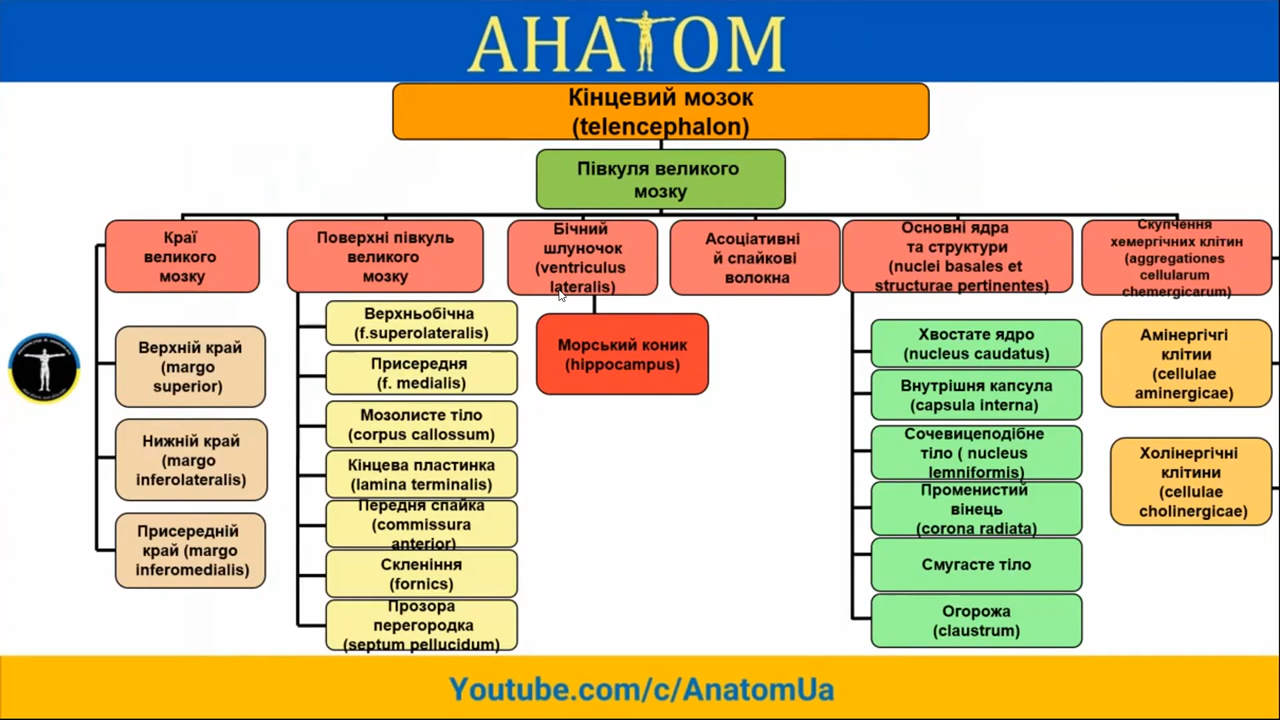 АНАТОМ
Кінцевий мозок
(telencephalon)
Півкуля великого
мозку
Краї
великого
мозку
Верхній край
(margo
superior)
Нижній край
(margo
inferolateralis)
Присередній
край (margo
inferomedialis)
Поверхні півкуль
великого
мозку
Верхньобічна
(f.superolateralis)
Присередня
(f. medialis)
Мозолисте тіло
(corpus callossum)
Кінцева пластинка
(lamina terminalis)
Передня спайка
(commissura
anterior)
Скленіння
(fornics)
Прозора
перегородка
(septum pellucidum)
Бічний
шлуночок
(ventriculus
lateralis)
Морський коник
(hippocampus)
Асоціативні
й спайкові
волокна
Основні ядра
та структури
(nuclei basales et
structurae pertinentes)
Хвостате ядро
(nucleus caudatus)
Внутрішня капсула
(capsula interna)
Сочевицеподібне
тіло ( nucleus
lemniformis)
Променистий
вінець
(corona radiata)
Смугасте тіло
Огорожа
(claustrum)
Скупчення
хемергічних клітин
(aggregationes
cellularum
chemergicarum)
Амінергічгі
клітии
(cellulae
aminergicae)
Холінергічні
клітини
(cellulae
cholinergicae)
Youtube.com/c/AnatomUa